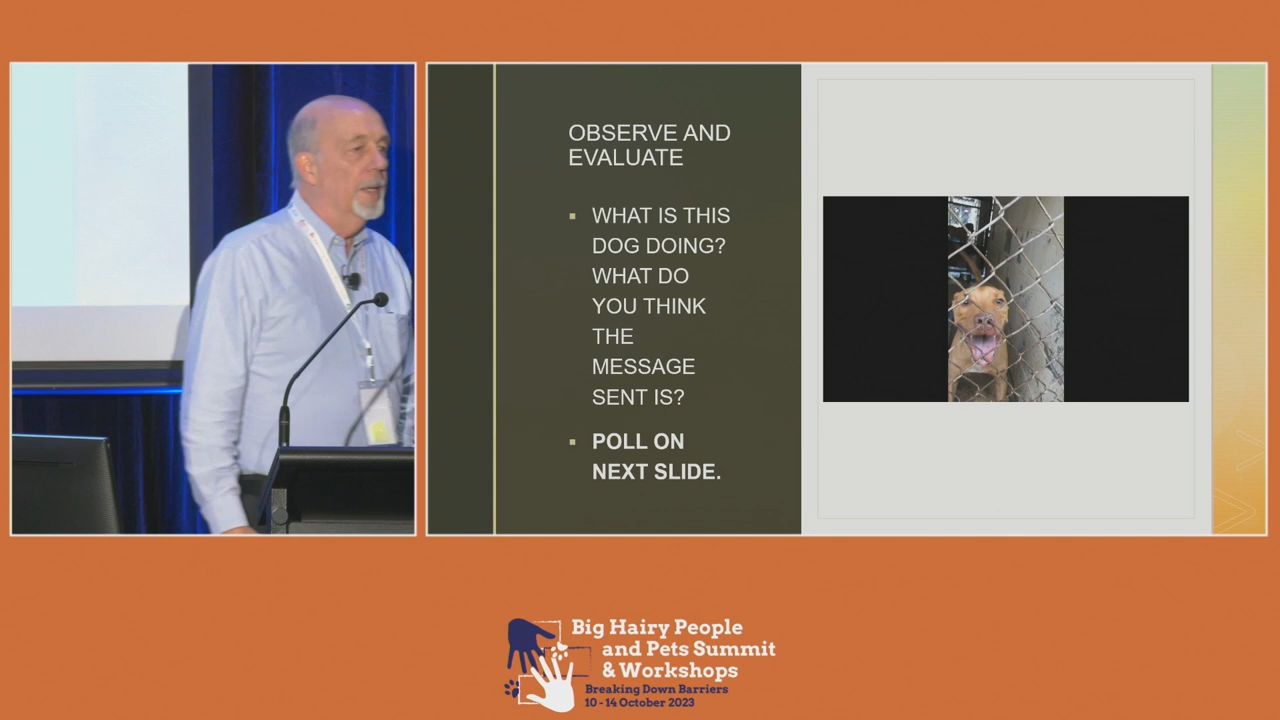 OBSERVE AND
EVALUATE
▪ WHAT IS THIS
DOG DOING?
WHAT DO
YOU THINK
THE
MESSAGE
SENT IS?
▪ POLL ON
NEXT SLIDE.
Big Hairy People
and Pets Summit
& Workshops
Breaking Down Barriers
10 - 14 October 2023